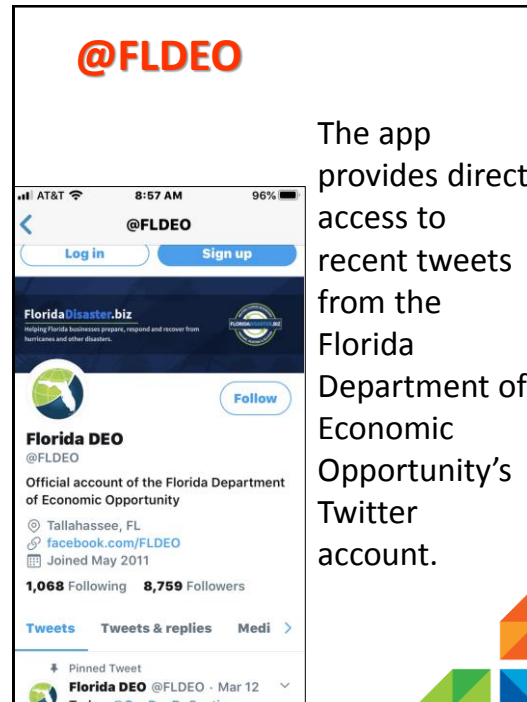 @FLDEO
The app
provides direct
access to
recent tweets
from the
Florida
Department of
Economic
Opportunity’s
Twitter
account.
AT&T 8:57 AM 96%
@FLDEO
Log in Sign up
FloridaDisaster.biz
Helping Florida businesses prepare, respond and recover from
hurricanes and other disasters.
Follow
Florida DEO
@FLDEO
Official account of the Florida Department
of Economic Opportunity
Tallahassee, FL
facebook.com/FLDEO
Joined May 2011
1,068 Following 8,759 Followers
Tweets Tweets & replies Medi
Pinned Tweet
Florida DEO @FLDEO · Mar 12